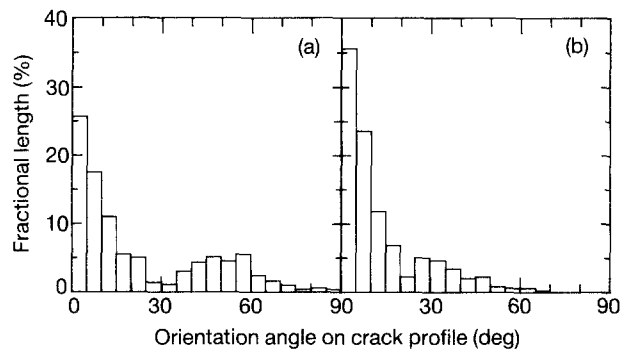 40
30
20
10
0
Fractional length (%)
(a)
(b)
0 30 60 90 30 60 90
Orientation angle on crack profile (deg)